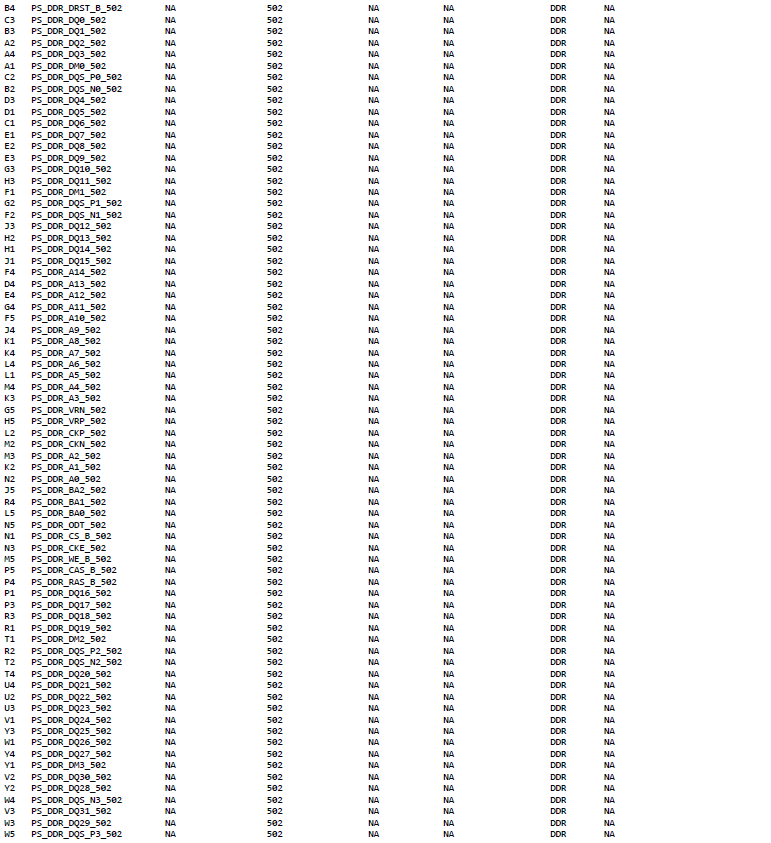 B4 PS_DDR_DRST_B_502 NA 502 NA NA DDR NA
C3 PS_DDR_DQ0_502 NA 502 NA NA DDR NA
B3 PS_DDR_DQ1_502 NA 502 NA NA DDR NA
A2 PS_DDR_DQ2_502 NA 502 NA NA DDR NA
A4 PS_DDR_DQ3_502 NA 502 NA NA DDR NA
A1 PS_DDR_DM0_502 NA 502 NA NA DDR NA
C2 PS_DDR_DQS_P0_502 NA 502 NA NA DDR NA
B2 PS_DDR_DQS_N0_502 NA 502 NA NA DDR NA
D3 PS_DDR_DQ4_502 NA 502 NA NA DDR NA
D1 PS_DDR_DQ5_502 NA 502 NA NA DDR NA
C1 PS_DDR_DQ6_502 NA 502 NA NA DDR NA
E1 PS_DDR_DQ7_502 NA 502 NA NA DDR NA
E2 PS_DDR_DQ8_502 NA 502 NA NA DDR NA
E3 PS_DDR_DQ9_502 NA 502 NA NA DDR NA
G3 PS_DDR_DQ10_502 NA 502 NA NA DDR NA
H3 PS_DDR_DQ11_502 NA 502 NA NA DDR NA
F1 PS_DDR_DM1_502 NA 502 NA NA DDR NA
G2 PS_DDR_DQS_P1_502 NA 502 NA NA DDR NA
F2 PS_DDR_DQS_N1_502 NA 502 NA NA DDR NA
J3 PS_DDR_DQ12_502 NA 502 NA NA DDR NA
H2 PS_DDR_DQ13_502 NA 502 NA NA DDR NA
H1 PS_DDR_DQ14_502 NA 502 NA NA DDR NA
J1 PS_DDR_DQ15_502 NA 502 NA NA DDR NA
F4 PS_DDR_A14_502 NA 502 NA NA DDR NA
D4 PS_DDR_A13_502 NA 502 NA NA DDR NA
E4 PS_DDR_A12_502 NA 502 NA NA DDR NA
G4 PS_DDR_A11_502 NA 502 NA NA DDR NA
F5 PS_DDR_A10_502 NA 502 NA NA DDR NA
J4 PS_DDR_A9_502 NA 502 NA NA DDR NA
K1 PS_DDR_A8_502 NA 502 NA NA DDR NA
K4 PS_DDR_A7_502 NA 502 NA NA DDR NA
L4 PS_DDR_A6_502 NA 502 NA NA DDR NA
L1 PS_DDR_A5_502 NA 502 NA NA DDR NA
M4 PS_DDR_A4_502 NA 502 NA NA DDR NA
K3 PS_DDR_A3_502 NA 502 NA NA DDR NA
G5 PS_DDR_VRN_502 NA 502 NA NA DDR NA
H5 PS_DDR_VRP_502 NA 502 NA NA DDR NA
L2 PS_DDR_CKP_502 NA 502 NA NA DDR NA
M2 PS_DDR_CKN_502 NA 502 NA NA DDR NA
M3 PS_DDR_A2_502 NA 502 NA NA DDR NA
K2 PS_DDR_A1_502 NA 502 NA NA DDR NA
N2 PS_DDR_A0_502 NA 502 NA NA DDR NA
J5 PS_DDR_BA2_502 NA 502 NA NA DDR NA
R4 PS_DDR_BA1_502 NA 502 NA NA DDR NA
L5 PS_DDR_BA0_502 NA 502 NA NA DDR NA
N5 PS_DDR_ODT_502 NA 502 NA NA DDR NA
N1 PS_DDR_CS_B_502 NA 502 NA NA DDR NA
N3 PS_DDR_CKE_502 NA 502 NA NA DDR NA
M5 PS_DDR_WE_B_502 NA 502 NA NA DDR NA
P5 PS_DDR_CAS_B_502 NA 502 NA NA DDR NA
P4 PS_DDR_RAS_B_502 NA 502 NA NA DDR NA
P1 PS_DDR_DQ16_502 NA 502 NA NA DDR NA
P3 PS_DDR_DQ17_502 NA 502 NA NA DDR NA
R3 PS_DDR_DQ18_502 NA 502 NA NA DDR NA
R1 PS_DDR_DQ19_502 NA 502 NA NA DDR NA
T1 PS_DDR_DM2_502 NA 502 NA NA DDR NA
R2 PS_DDR_DQS_P2_502 NA 502 NA NA DDR NA
T2 PS_DDR_DQS_N2_502 NA 502 NA NA DDR NA
T4 PS_DDR_DQ20_502 NA 502 NA NA DDR NA
U4 PS_DDR_DQ21_502 NA 502 NA NA DDR NA
U2 PS_DDR_DQ22_502 NA 502 NA NA DDR NA
U3 PS_DDR_DQ23_502 NA 502 NA NA DDR NA
V1 PS_DDR_DQ24_502 NA 502 NA NA DDR NA
Y3 PS_DDR_DQ25_502 NA 502 NA NA DDR NA
W1 PS_DDR_DQ26_502 NA 502 NA NA DDR NA
Y4 PS_DDR_DQ27_502 NA 502 NA NA DDR NA
Y1 PS_DDR_DM3_502 NA 502 NA NA DDR NA
V2 PS_DDR_DQ30_502 NA 502 NA NA DDR NA
Y2 PS_DDR_DQ28_502 NA 502 NA NA DDR NA
W4 PS_DDR_DQS_N3_502 NA 502 NA NA DDR NA
V3 PS_DDR_DQ31_502 NA 502 NA NA DDR NA
W3 PS_DDR_DQ29_502 NA 502 NA NA DDR NA
W5 PS_DDR_DQS_P3_502 NA 502 NA NA DDR NA